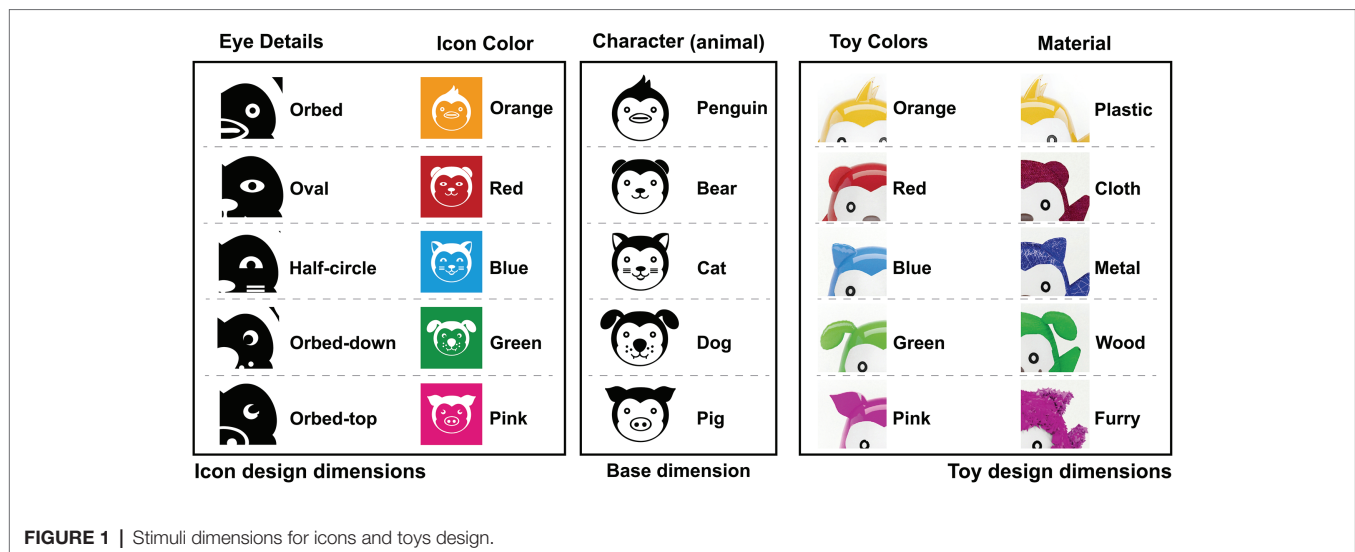 Eye Details Icon Color Character (animal) Toy Colors Material
Orbed Orange Penguin Orange Plastic
Oval Red Bear Red Cloth
Half-circle Blue Cat Blue Metal
Orbed-down Green Dog Green Wood
Orbed-top Pink Pig Pink Furry
Icon design dimensions Base dimension Toy design dimensions
FIGURE 1 | Stimuli dimensions for icons and toys design.